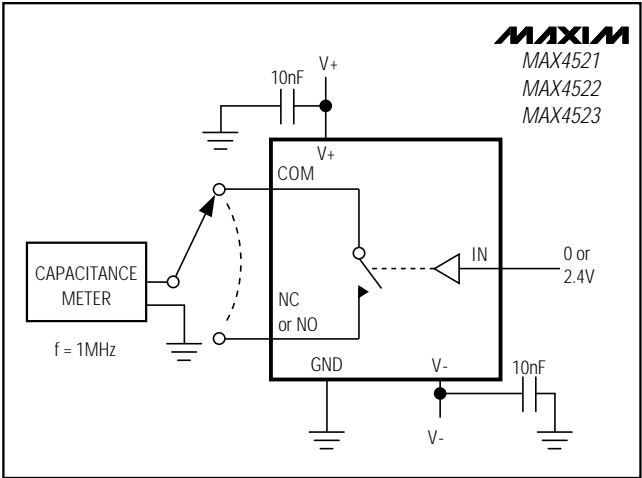 MAXIM
MAX4521
MAX4522
MAX4523
V+
10nF
V+
COM
IN
0 or
2.4V
CAPACITANCE
METER
NC
or NO
f = 1MHz
GND
V-
10nF
V-